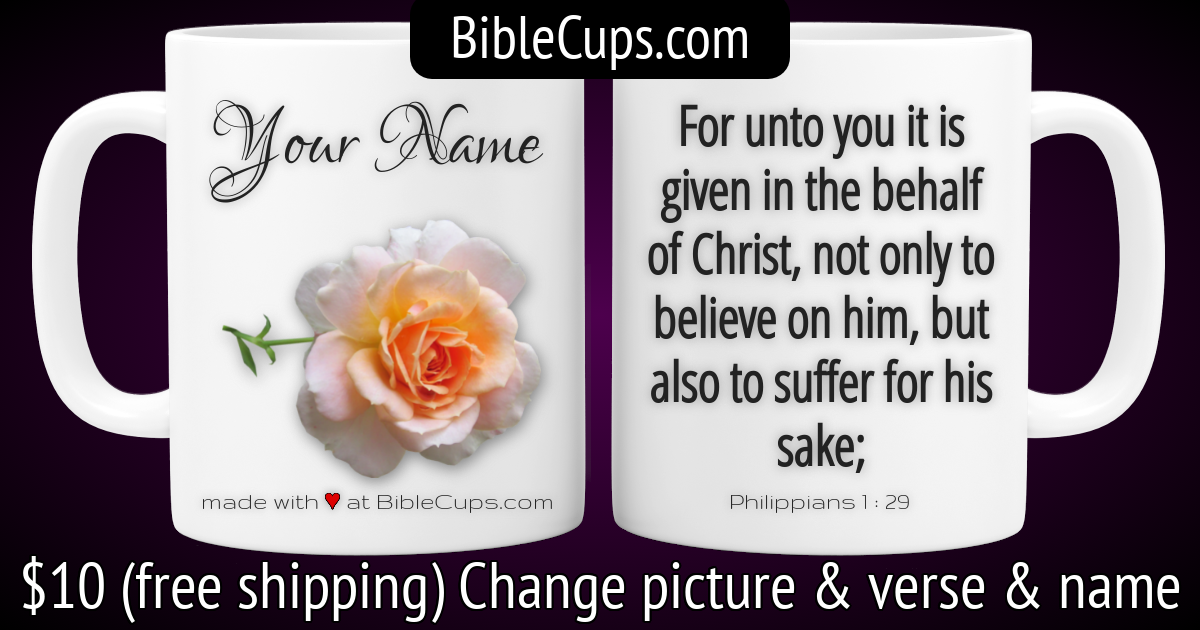 BibleCups.com
Your Name
made with ♥ at BibleCups.com
For unto you it is
given in the behalf
of Christ, not only to
believe on him, but
also to suffer for his
sake;
Philippians 1 : 29
$10 (free shipping) Change picture & verse & name